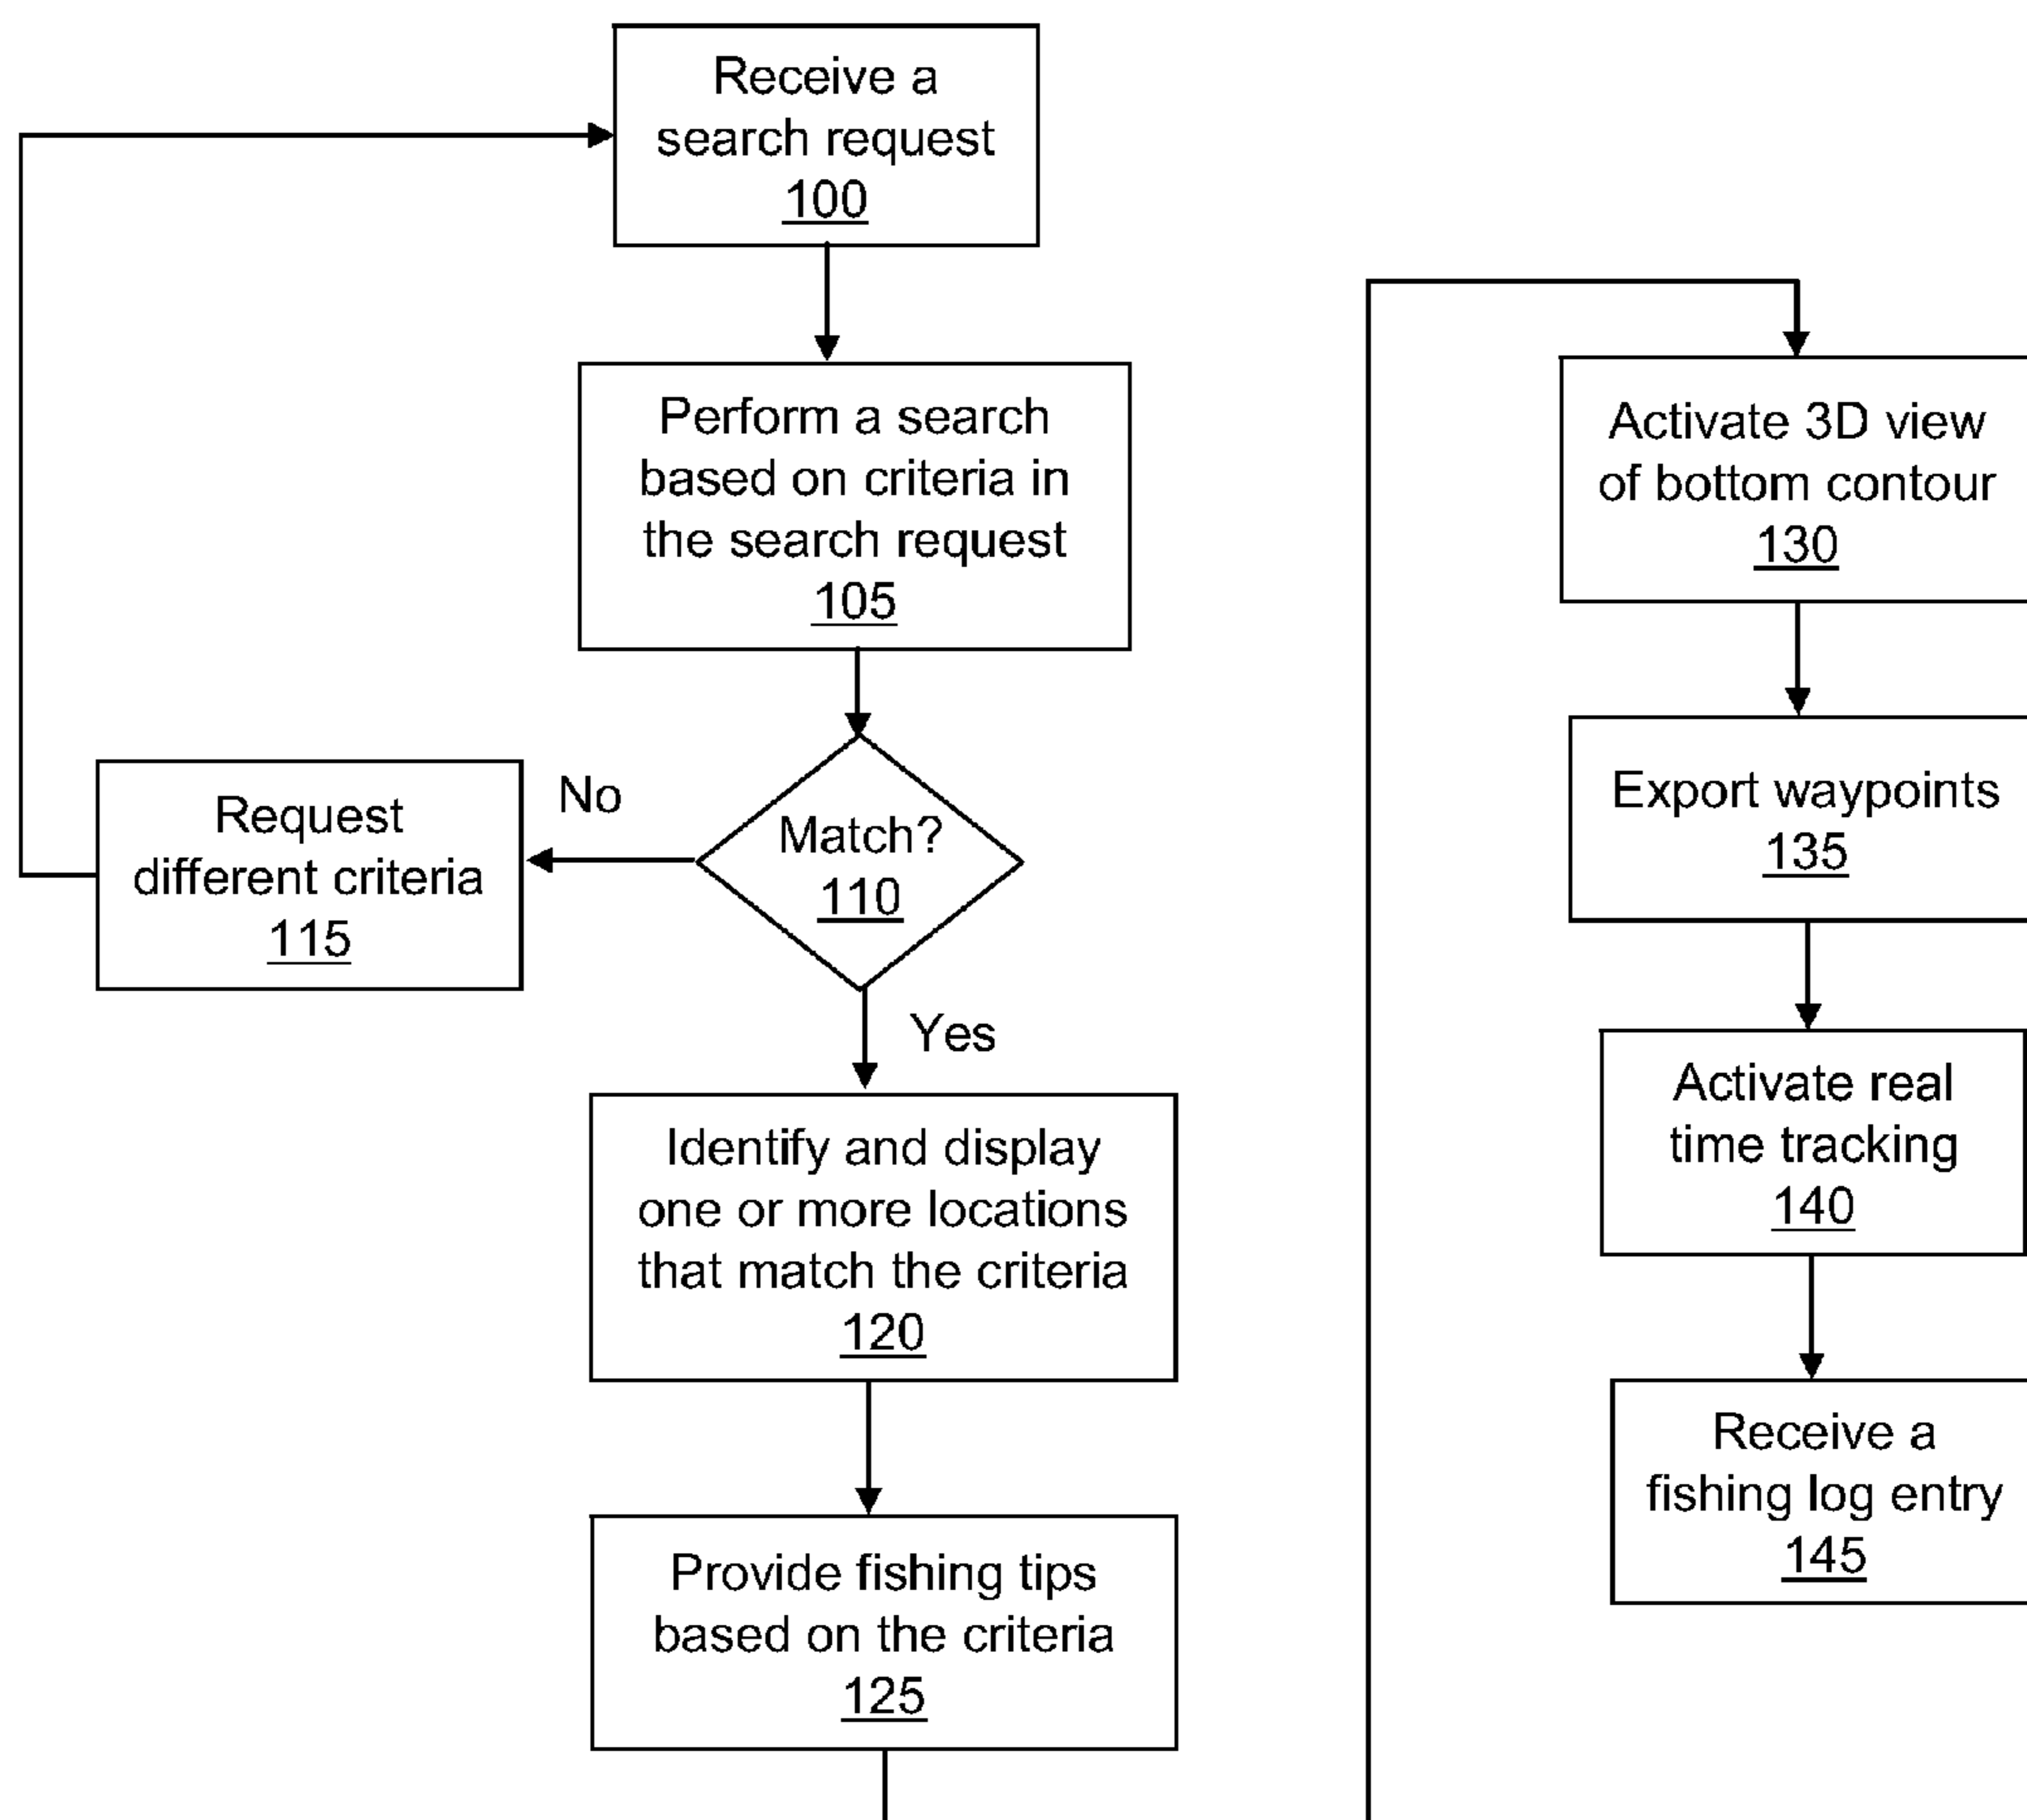 Receive a
search request
100
Perform a search
based on criteria in
the search request
105
No
Match?
110
Request
different criteria
115
Yes
Identify and display
one or more locations
that match the criteria
120
Provide fishing tips
based on the criteria
125
Activate 3D view
of bottom contour
130
Export waypoints
135
Activate real
time tracking
140
Receive a
fishing log entry
145